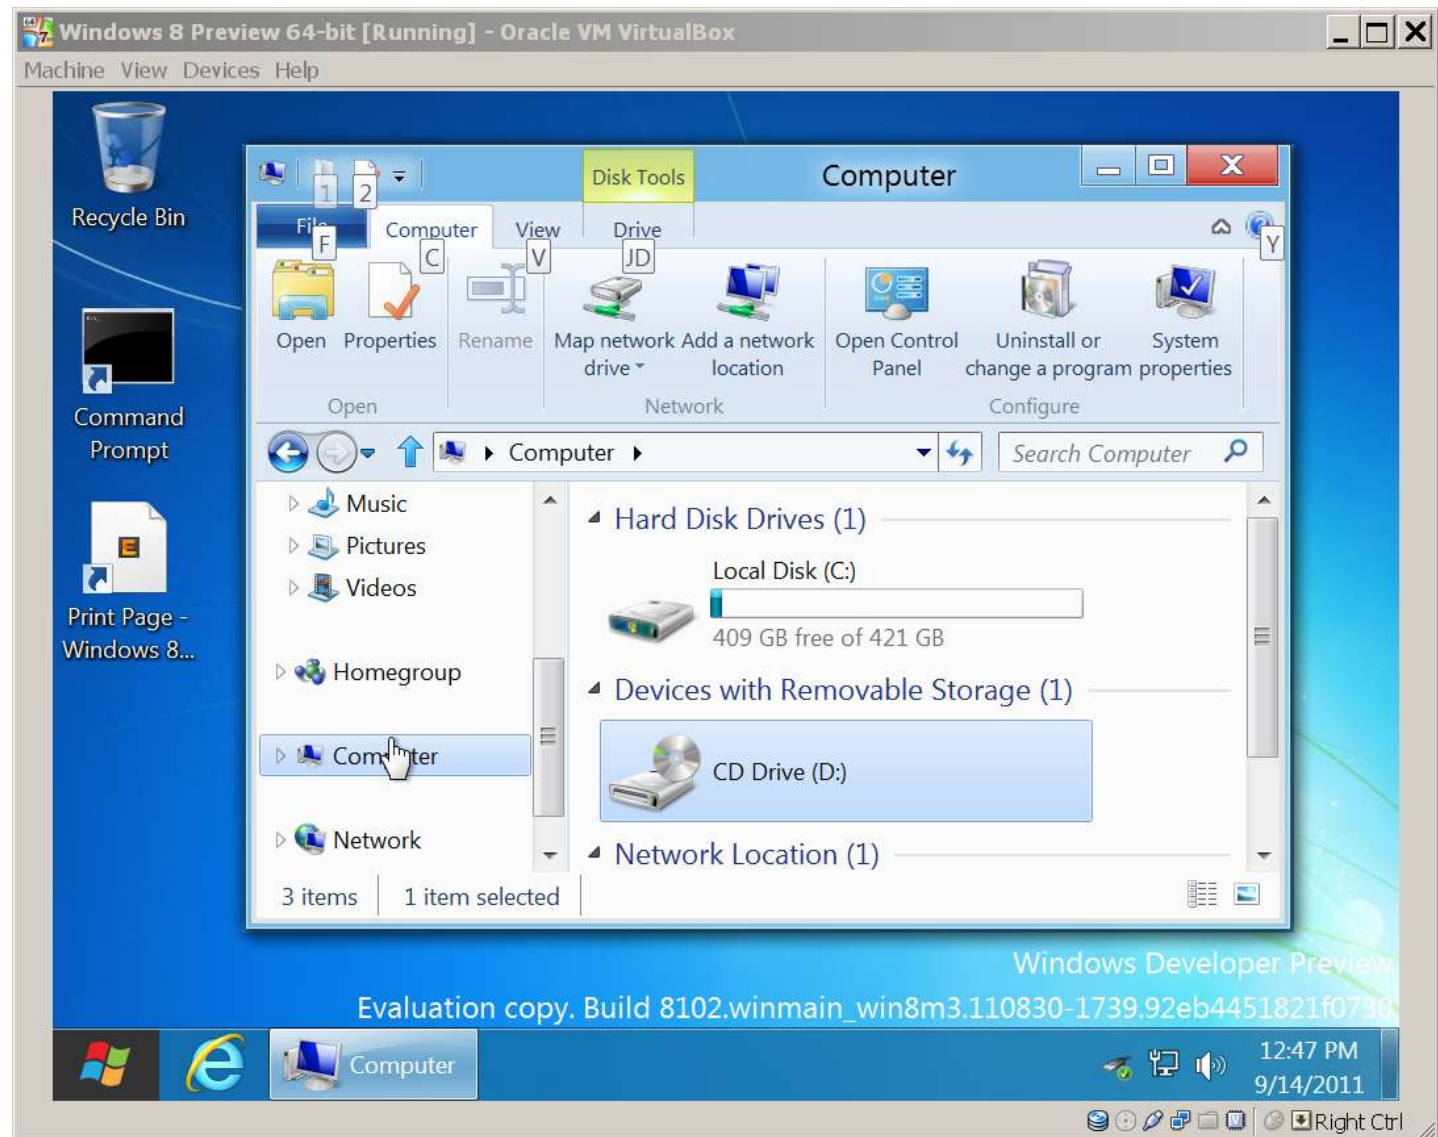 Windows 8 Preview 64-bit [Running] - Oracle VM VirtualBox
Machine View Devices Help
Recycle Bin
Command
Prompt
Print Page -
Windows 8...
1
2
Disk Tools
Computer
File Computer View Drive
F C V JD Y
Open Properties Rename Map network Add a network Open Control Uninstall or System
drive location Panel change a program properties
Open Network Configure
Computer
Search Computer
Music
Pictures
Videos
Homegroup
Computer
Network
Hard Disk Drives (1)
Local Disk (C:)
409 GB free of 421 GB
Devices with Removable Storage (1)
CD Drive (D:)
Network Location (1)
3 items 1 item selected
Windows Developer Preview
Evaluation copy. Build 8102.winmain_win8m3.110830-1739.92eb4451821f0730
Computer
12:47 PM
9/14/2011
Right Ctrl